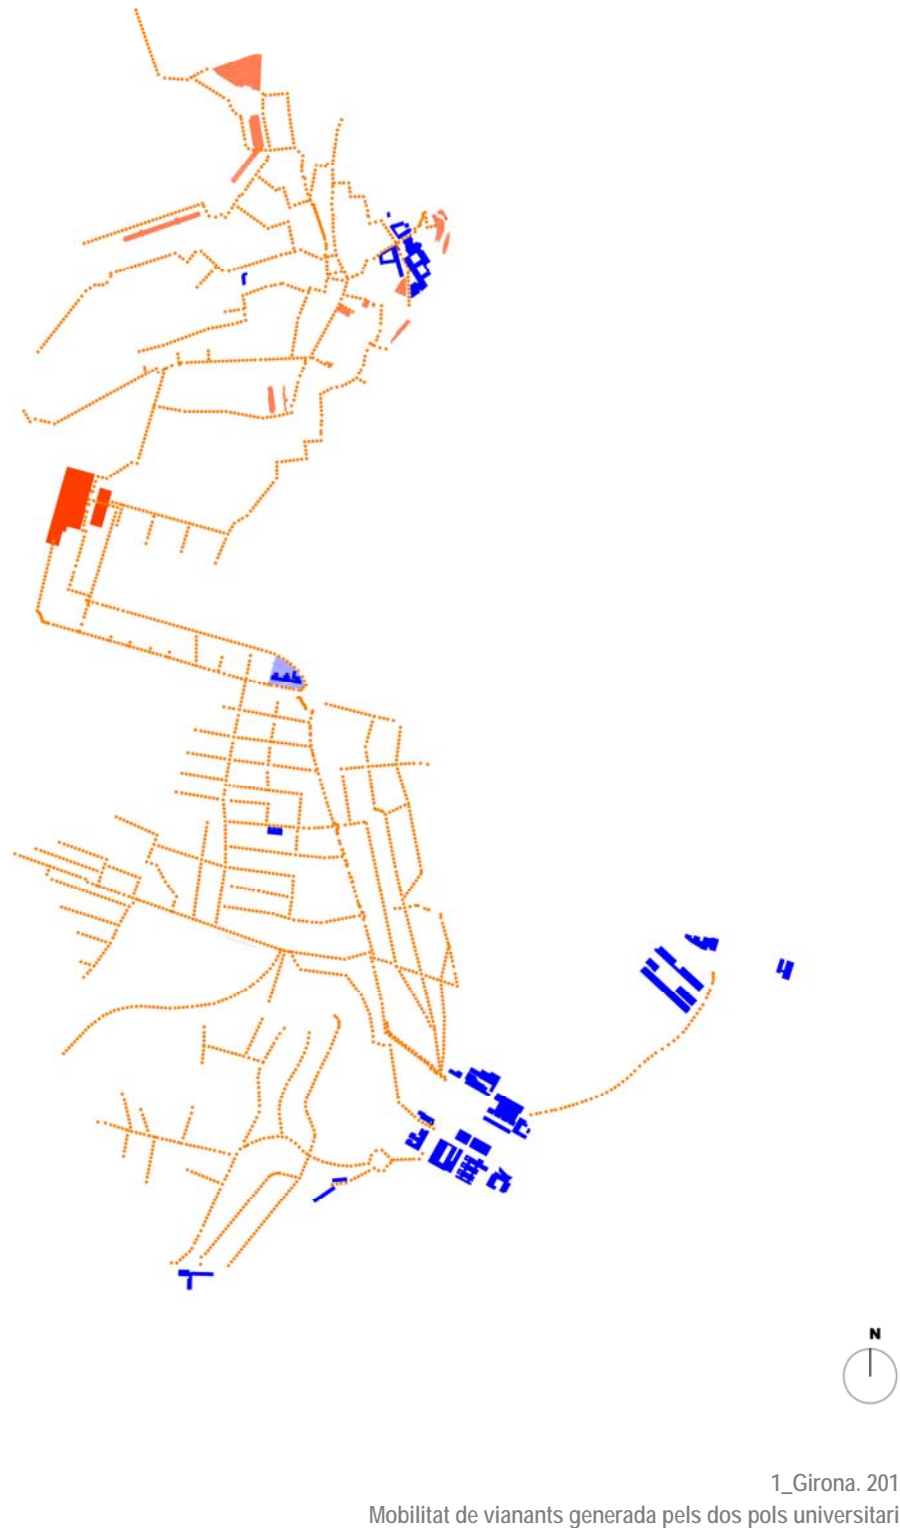 N
1_Girona. 201
Mobilitat de vianants generada pels dos pols universitari